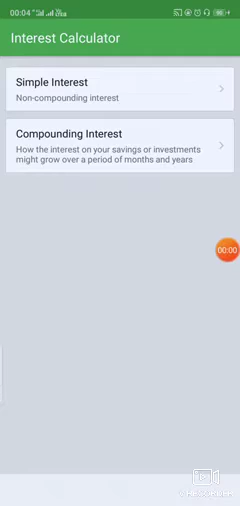 00:04
90
Interest Calculator
Simple Interest
Non-compounding interest
Compounding Interest
How the interest on your savings or investments
might grow over a period of months and years
00:00